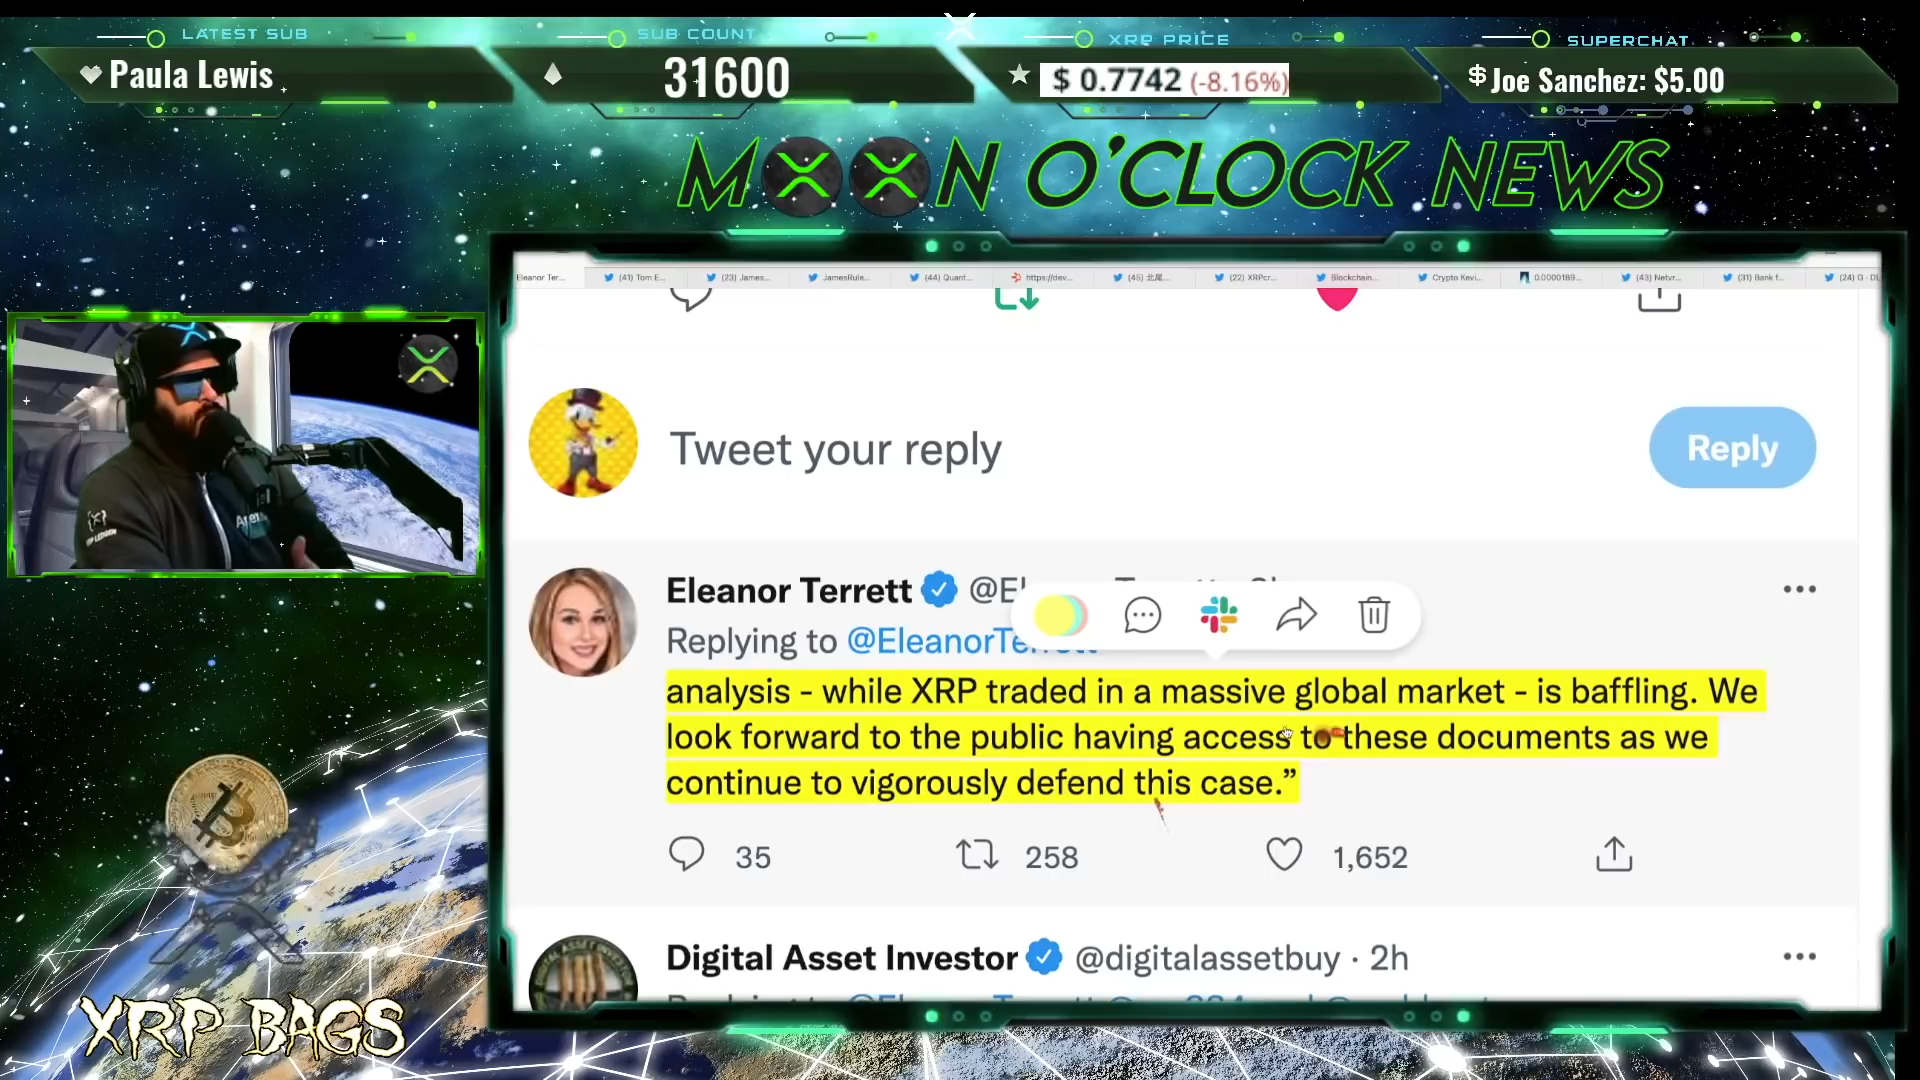 LATEST SUB
Paula Lewis
SUB COUNT
31600
XRP PRICE
$ 0.7742 (-8.16%)
SUPERCHAT
$ Joe Sanchez: $5.00
MOON O'CLOCK NEWS
Eleanor Ter... (41) Tom E... (23) James... JamesRule... (44) Quant... https://dev... (45) 北尾... (22) XRPcr... Blockchain... Crypto Kevi... 0.0000189... (43) Netwr... (31) Bank f... (24) G - DL
Tweet your reply
Reply
Eleanor Terrett
Replying to @EleanorTerrett
analysis - while XRP traded in a massive global market - is baffling. We
look forward to the public having access to these documents as we
continue to vigorously defend this case.”
35 258 1,652
Digital Asset Investor @digitalassetbuy · 2h
XRP BAGS